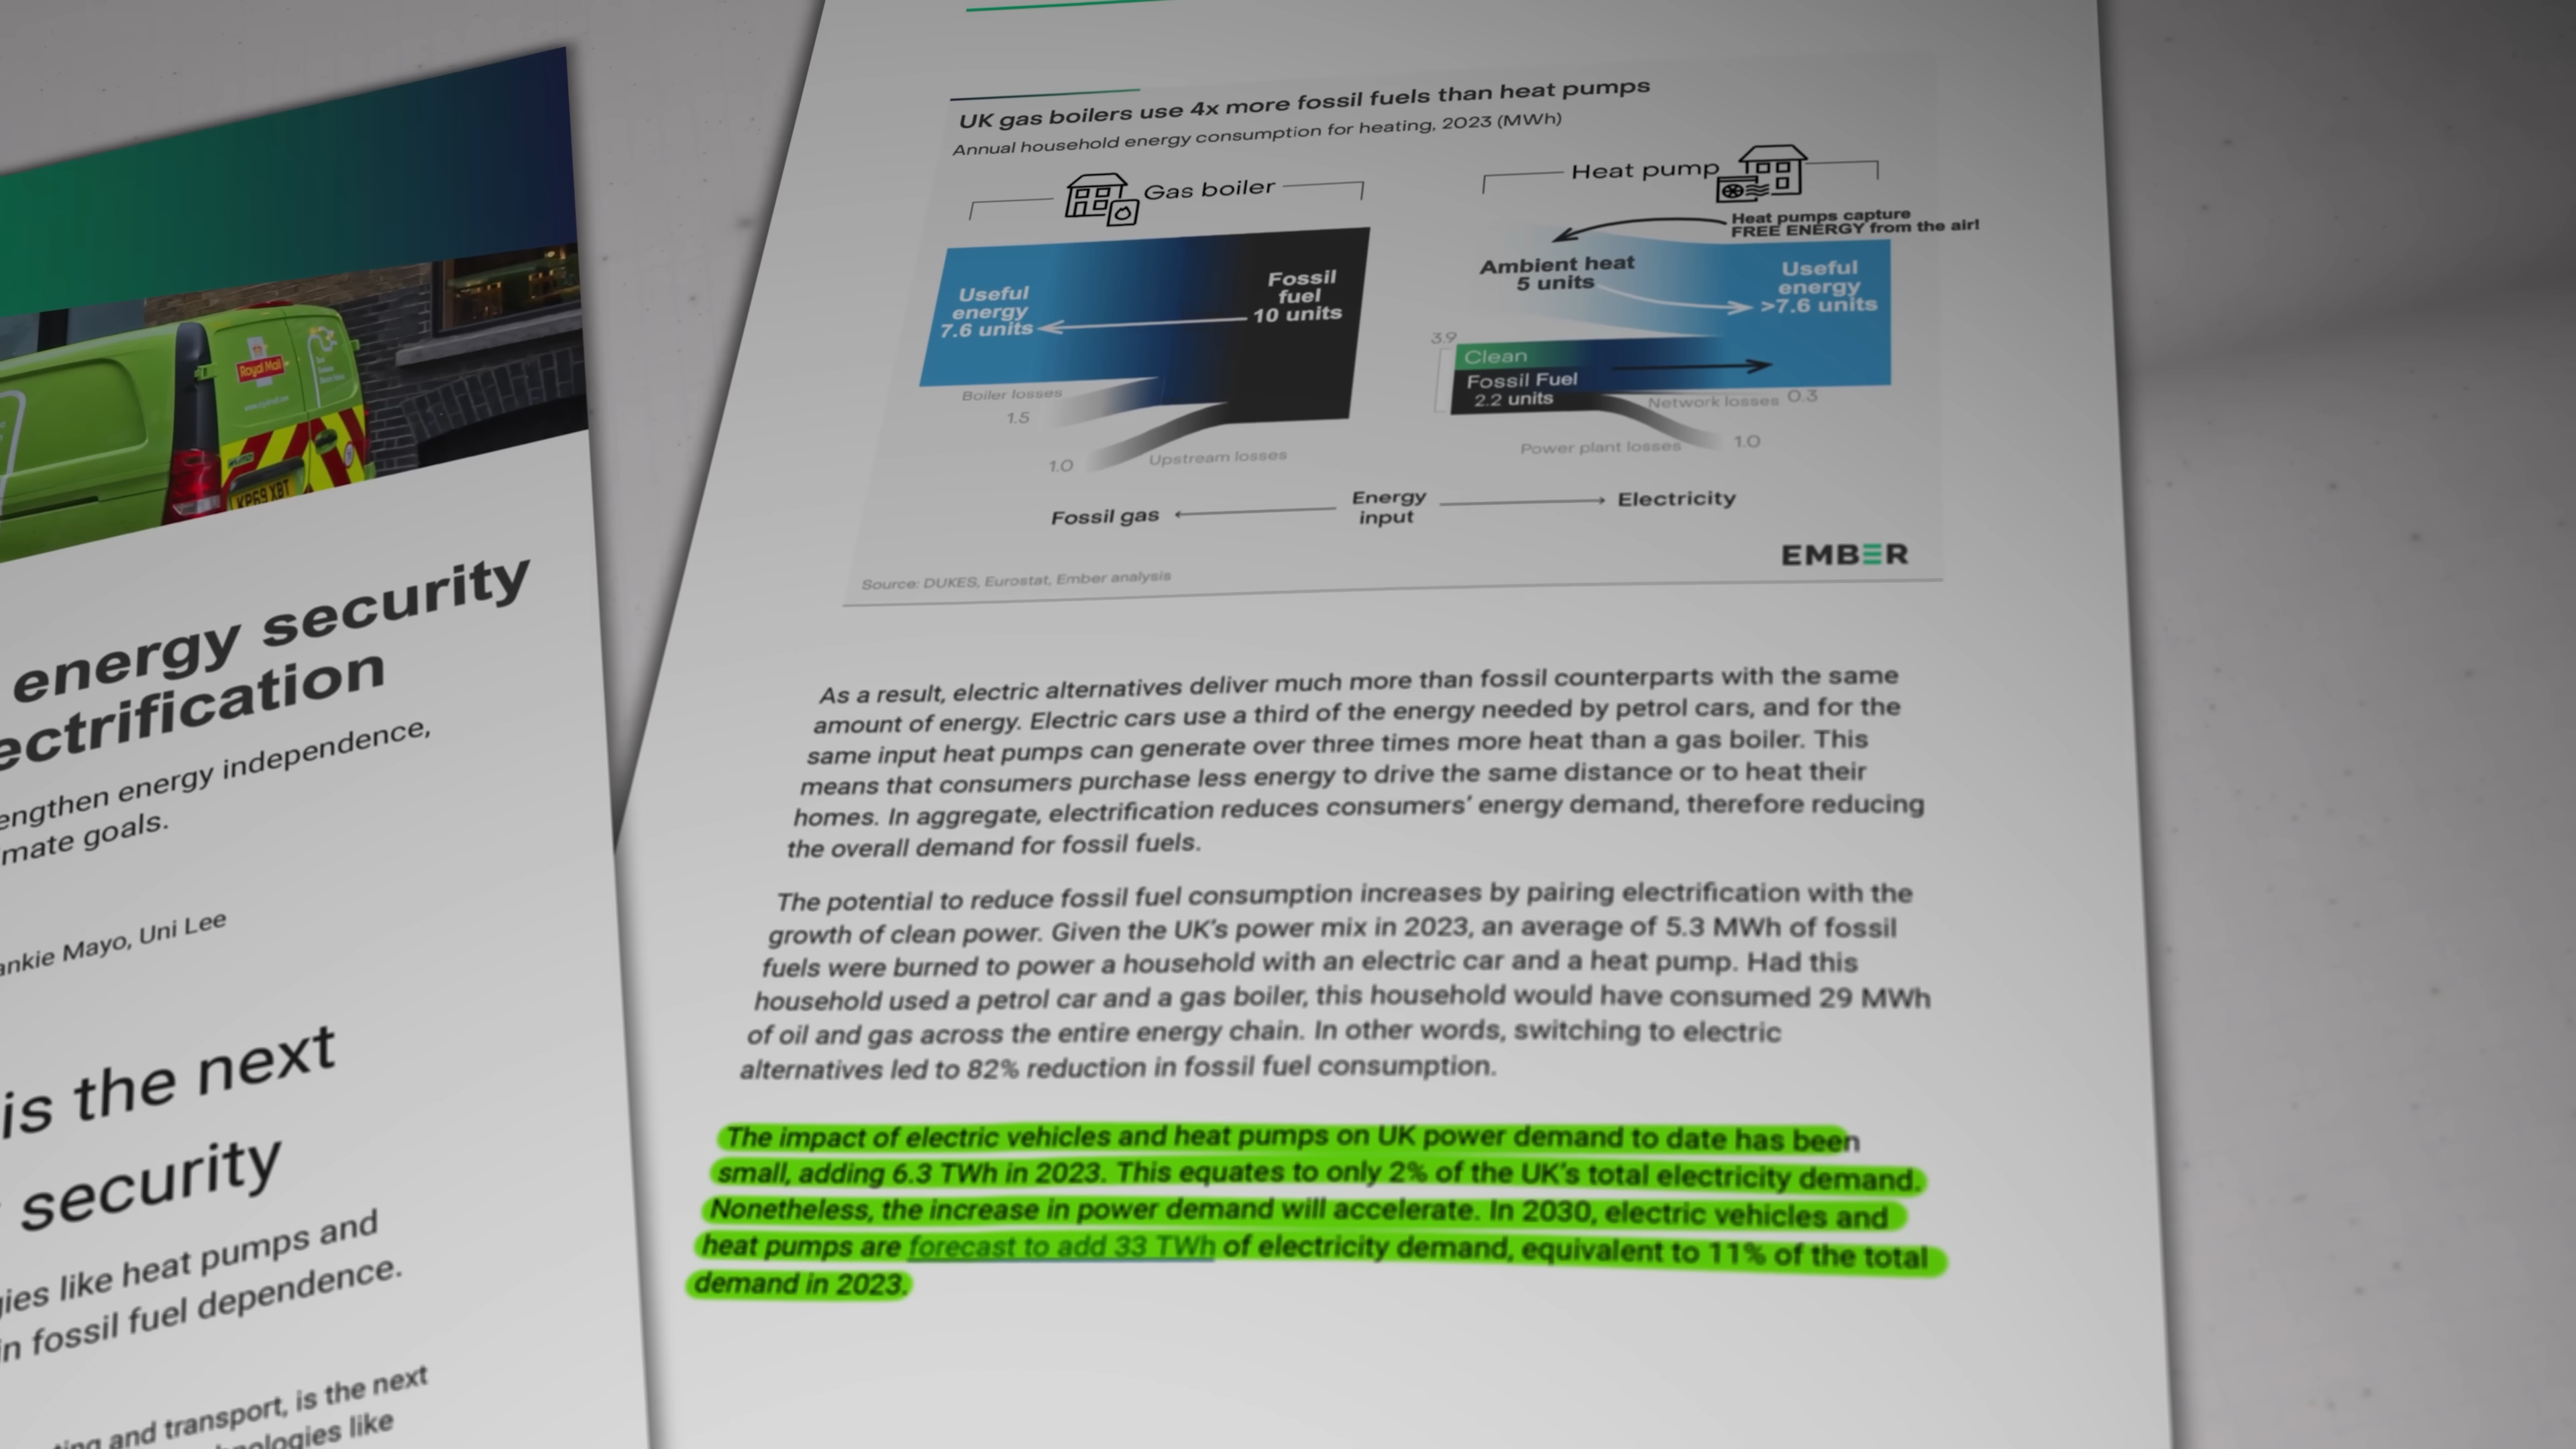 energy security
ectrification
engthen energy independence,
mate goals.
ankie Mayo, Uni Lee
is the next
security
gies like heat pumps and
in fossil fuel dependence.
ting and transport, is the next
hnologies like
Royal Mail
KP69 XBT
UK gas boilers use 4x more fossil fuels than heat pumps
Annual household energy consumption for heating, 2023 (MWh)
Gas boiler
Useful
energy
7.6 units
Fossil
fuel
10 units
Boiler losses
1.5
1.0
Upstream losses
Heat pump
Heat pumps capture
FREE ENERGY from the air!
Ambient heat
5 units
Useful
energy
>7.6 units
3.9
Clean
Fossil Fuel
2.2 units
Network losses 0.3
Power plant losses
1.0
Fossil gas
Energy
input
Electricity
EMBER
Source: DUKES, Eurostat, Ember analysis
As a result, electric alternatives deliver much more than fossil counterparts with the same
amount of energy. Electric cars use a third of the energy needed by petrol cars, and for the
same input heat pumps can generate over three times more heat than a gas boiler. This
means that consumers purchase less energy to drive the same distance or to heat their
homes. In aggregate, electrification reduces consumers’ energy demand, therefore reducing
the overall demand for fossil fuels.
The potential to reduce fossil fuel consumption increases by pairing electrification with the
growth of clean power. Given the UK’s power mix in 2023, an average of 5.3 MWh of fossil
fuels were burned to power a household with an electric car and a heat pump. Had this
household used a petrol car and a gas boiler, this household would have consumed 29 MWh
of oil and gas across the entire energy chain. In other words, switching to electric
alternatives led to 82% reduction in fossil fuel consumption.
The impact of electric vehicles and heat pumps on UK power demand to date has been
small, adding 6.3 TWh in 2023. This equates to only 2% of the UK’s total electricity demand.
Nonetheless, the increase in power demand will accelerate. In 2030, electric vehicles and
heat pumps are forecast to add 33 TWh of electricity demand, equivalent to 11% of the total
demand in 2023.